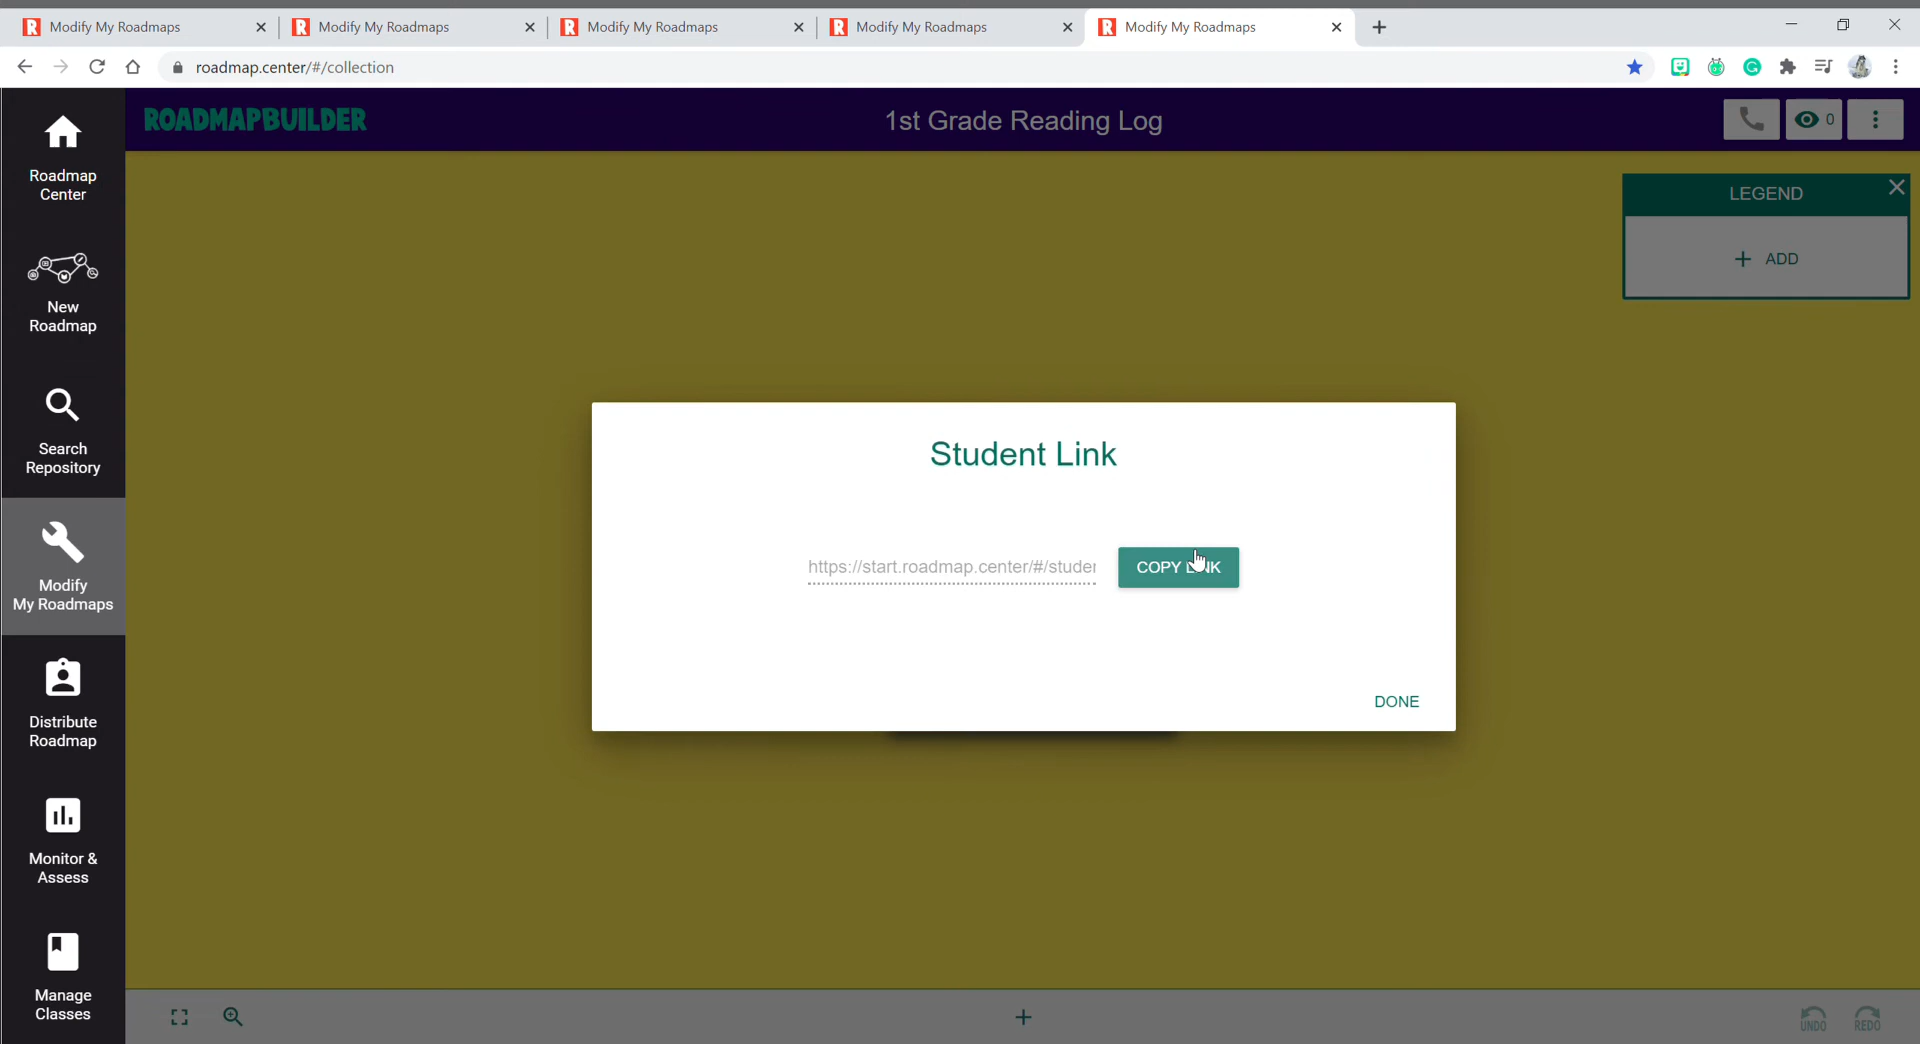 Modify My Roadmaps
Modify My Roadmaps
Modify My Roadmaps
Modify My Roadmaps
Modify My Roadmaps
roadmap.center/#/collection
ROADMAPBUILDER
1st Grade Reading Log
0
Roadmap
Center
New
Roadmap
Search
Repository
Modify
My Roadmaps
Distribute
Roadmap
Monitor &
Assess
Manage
Classes
LEGEND
+ ADD
Student Link
https://start.roadmap.center/#/studen
COPY LINK
DONE
UNDO
REDO